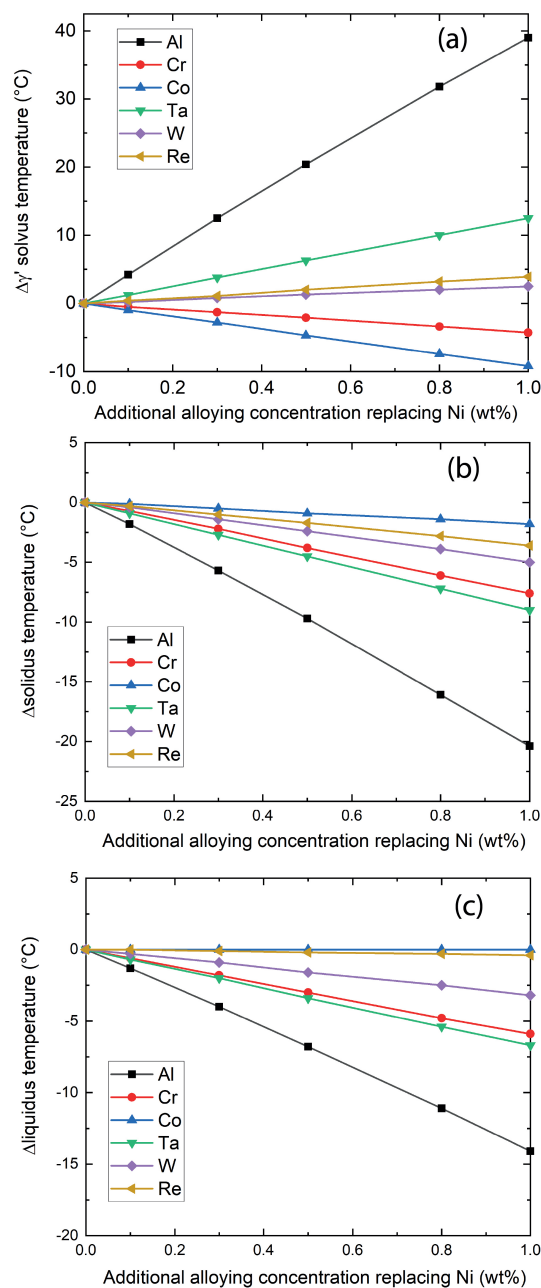 (a)
Al
Cr
Co
Ta
W
Re
Δγ' solvus temperature (°C)
40
30
20
10
0
-10
0.0 0.2 0.4 0.6 0.8 1.0
Additional alloying concentration replacing Ni (wt%)
(b)
Δsolidus temperature (°C)
5
0
-5
-10
-15
-20
-25
Al
Cr
Co
Ta
W
Re
0.0 0.2 0.4 0.6 0.8 1.0
Additional alloying concentration replacing Ni (wt%)
(c)
Δliquidus temperature (°C)
5
0
-5
-10
-15
-20
Al
Cr
Co
Ta
W
Re
0.0 0.2 0.4 0.6 0.8 1.0
Additional alloying concentration replacing Ni (wt%)